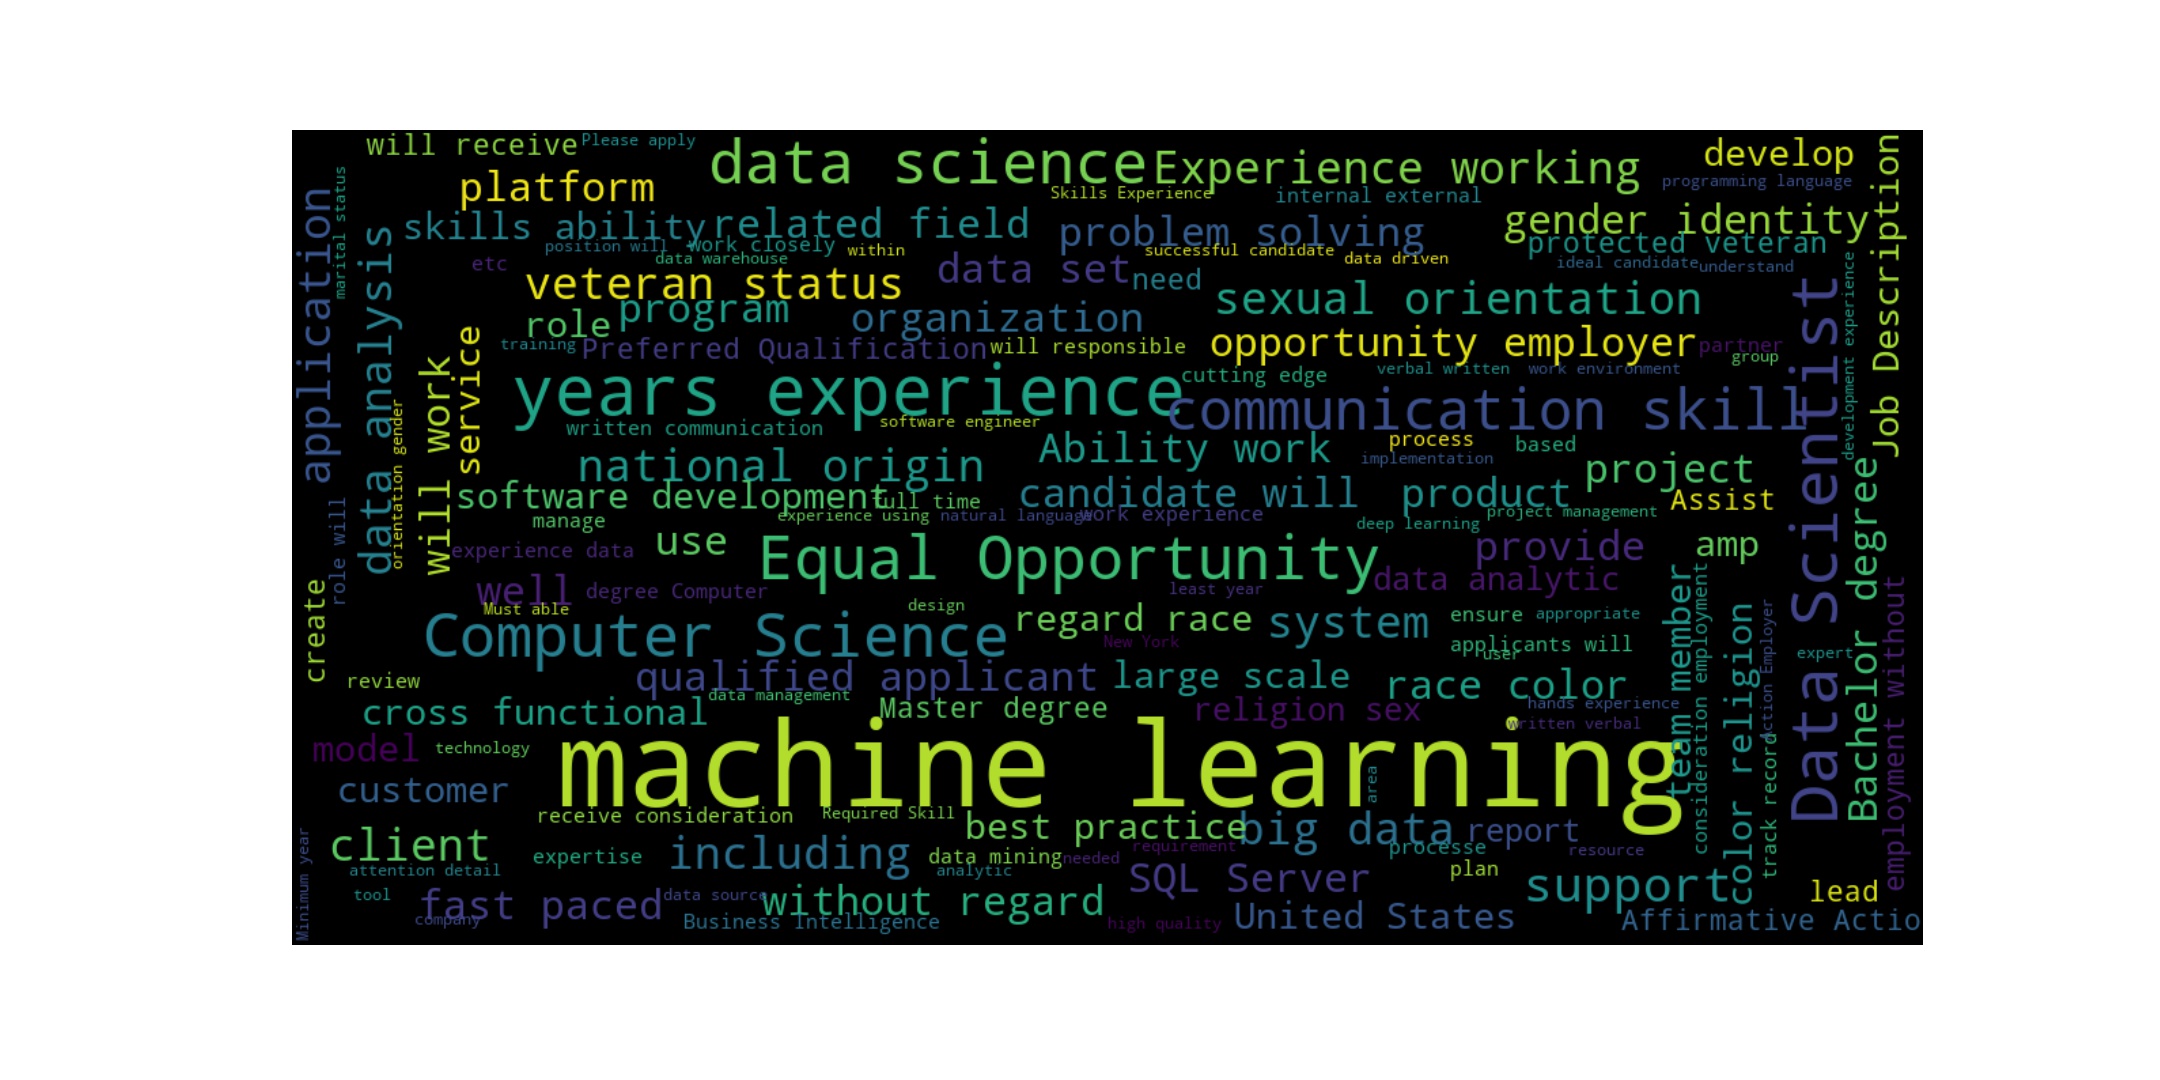 will receive
Please apply
data science
Experience working
develop
platform
Skills Experience
internal external
programming language
skills ability
related field
problem solving
gender identity
position will
work closely
within
successful candidate
protected veteran
etc
data warehouse
data driven
ideal candidate
understand
veteran status
data set
need
sexual orientation
role
program
organization
opportunity employer
partner
training
Preferred Qualification
will responsible
group
years experience
cutting edge
verbal written
work environment
communication skill
written communication
software engineer
Ability work
process
based
implementation
national origin
project
software development
full time
candidate will
product
Assist
manage
experience using
natural language
work experience
deep learning
project management
experience data
use
Equal Opportunity
provide
amp
well
degree Computer
least year
data analytic
Must able
design
Computer Science
regard race
system
ensure
appropriate
New York
applicants will
user
expert
review
qualified applicant
large scale
race color
data management
cross functional
Master degree
religion sex
hands experience
written verbal
model
technology
machine learning
customer
area
receive consideration
Required Skill
best practice
big data
report
client
expertise
including
data mining
needed
requirement
processe
resource
attention detail
analytic
SQL Server
plan
tool
fast paced
data source
without regard
support
lead
company
Business Intelligence
high quality
United States
Affirmative Actio
application
marital status
data analysis
orientation gender
will work
service
role will
create
Minimum year
Job Description
development experience
Data Scientist
Bachelor degree
employment without
team member
consideration employment
color religion
Action Employer
track record